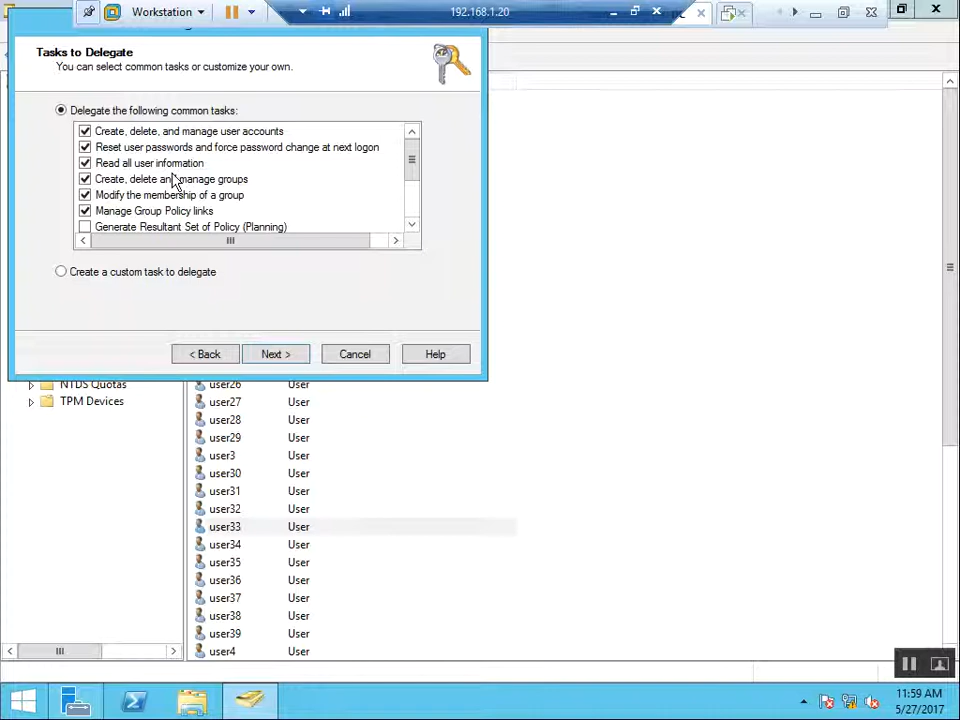 Workstation
192.168.1.20
Tasks to Delegate
You can select common tasks or customize your own.
Delegate the following common tasks:
Create, delete, and manage user accounts
Reset user passwords and force password change at next logon
Read all user information
Create, delete and manage groups
Modify the membership of a group
Manage Group Policy links
Generate Resultant Set of Policy (Planning)
Create a custom task to delegate
< Back
Next >
Cancel
Help
NTDS Quotas
TPM Devices
user26 User
user27 User
user28 User
user29 User
user3 User
user30 User
user31 User
user32 User
user33 User
user34 User
user35 User
user36 User
user37 User
user38 User
user39 User
user4 User
11:59 AM
5/27/2017